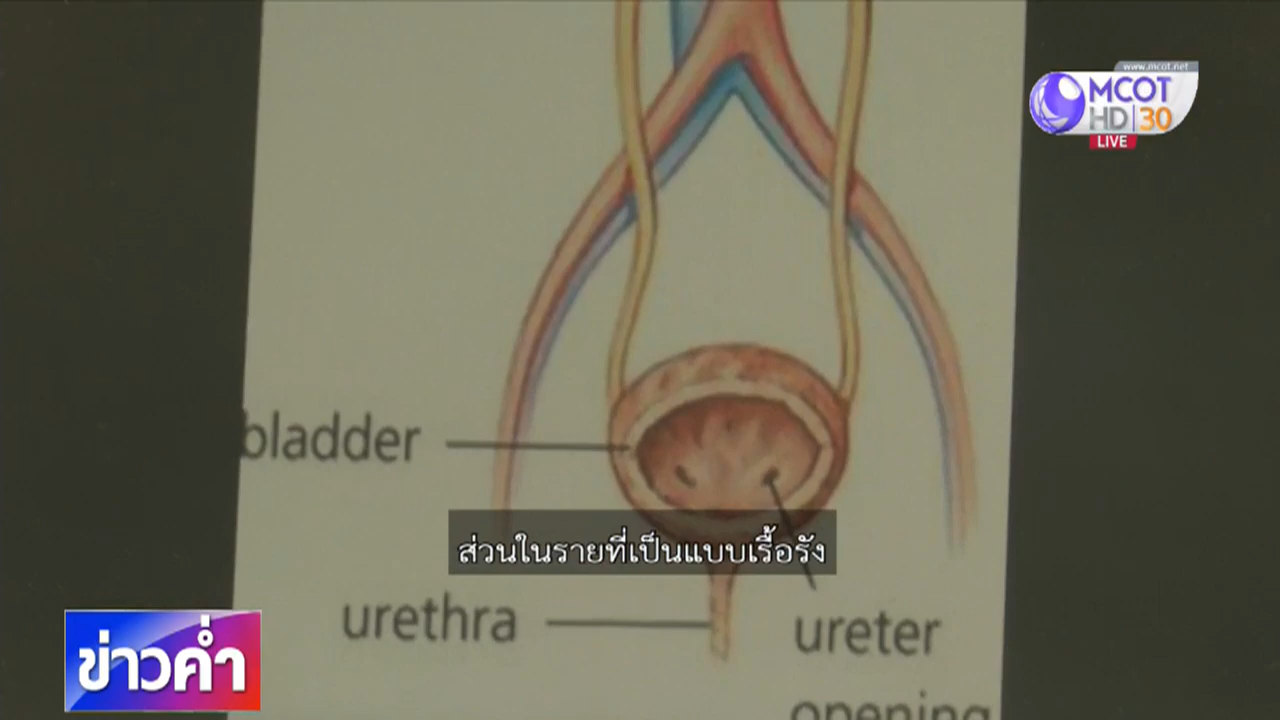 www.mcot.net
MCOT
HD 30
LIVE
bladder
ส่วนในรายที่เป็นแบบเรื้อรัง
urethra
ureter
opening
ข่าวค่ำ